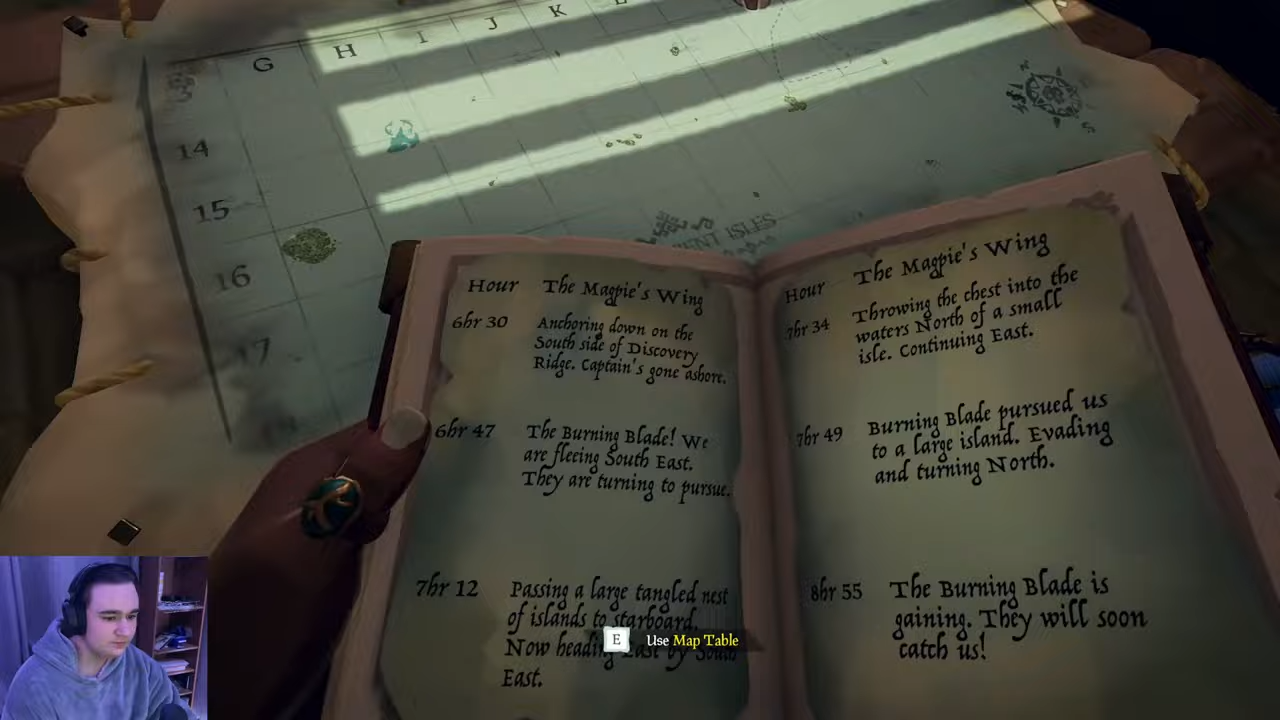 G H I J K
14
15
16
17
ISLES
Hour The Magpie's Wing
6hr 30 Anchoring down on the
South side of Discovery
Ridge. Captain's gone ashore.
6hr 47 The Burning Blade! We
are fleeing South East.
They are turning to pursue.
7hr 12 Passing a large tangled nest
of islands to starboard.
Now heading East by South
East.
Hour The Magpie's Wing
7hr 34 Throwing the chest into the
waters North of a small
isle. Continuing East.
7hr 49 Burning Blade pursued us
to a large island. Evading
and turning North.
8hr 55 The Burning Blade is
gaining. They will soon
catch us!
E Use Map Table